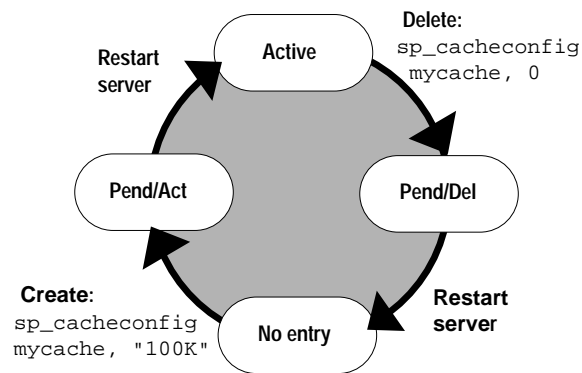 Delete:
sp_cacheconfig
mycache, 0
Active
Restart
server
Pend/Act
Pend/Del
Create:
sp_cacheconfig
mycache, "100K"
No entry
Restart
server